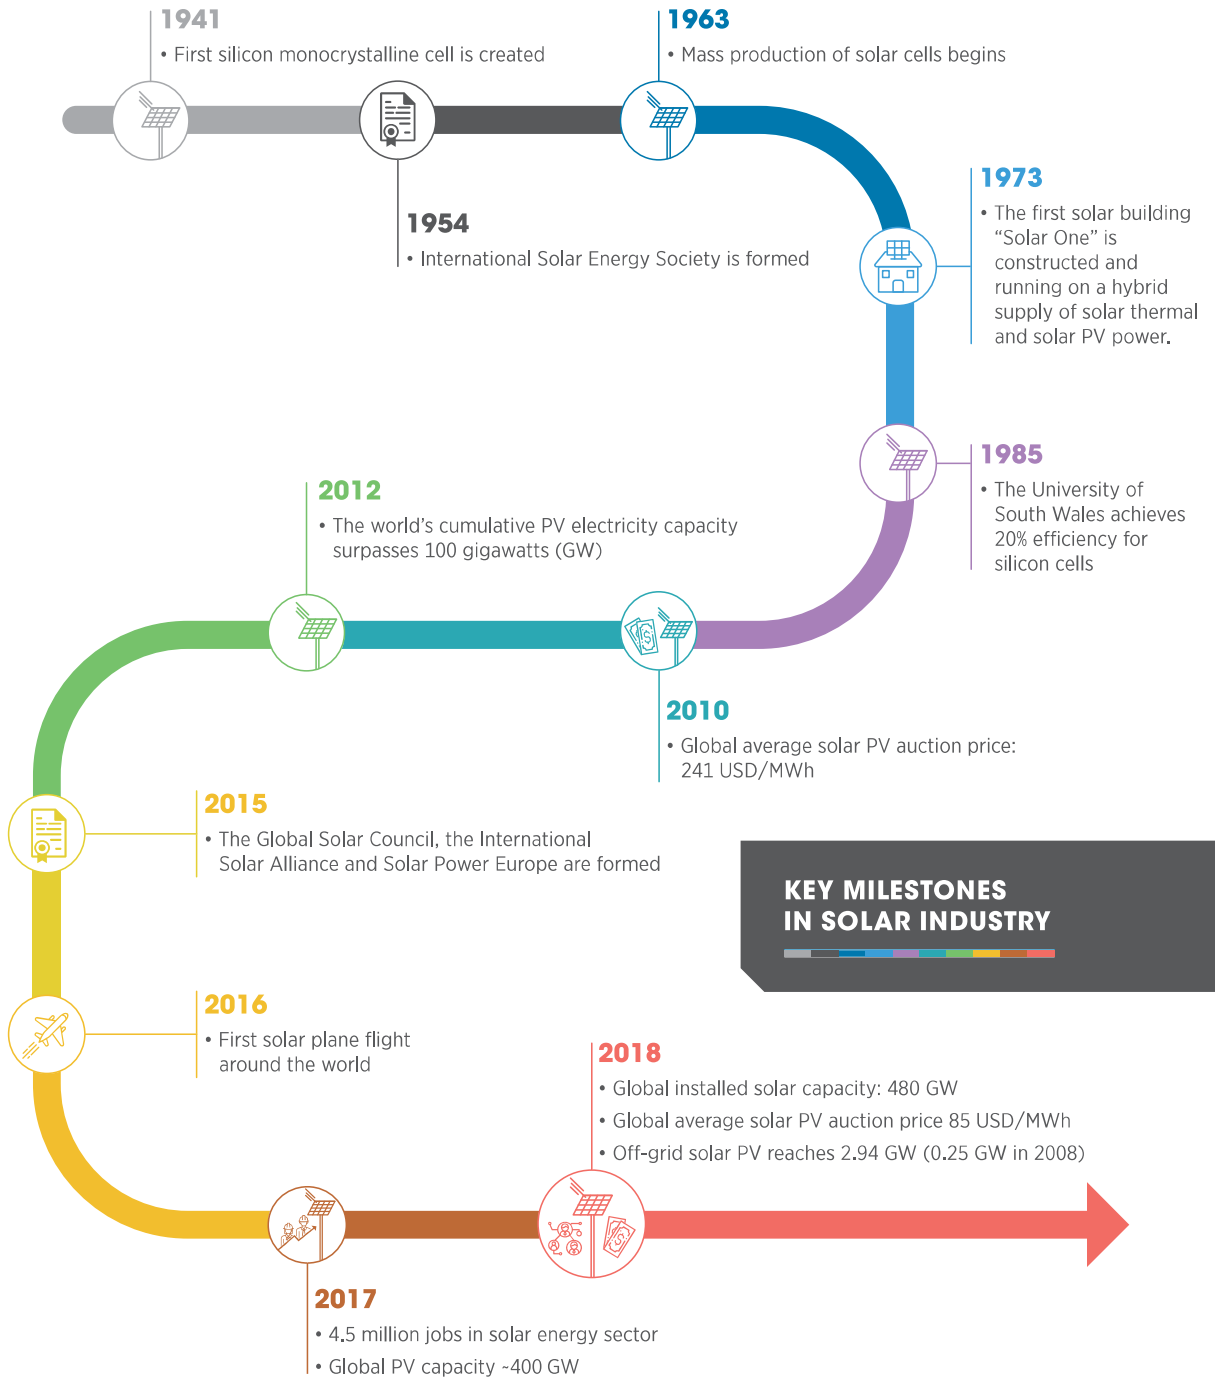 1941
• First silicon monocrystalline cell is created
1963
• Mass production of solar cells begins
1954
• International Solar Energy Society is formed
1973
• The first solar building
“Solar One” is
constructed and
running on a hybrid
supply of solar thermal
and solar PV power.
1985
• The University of
South Wales achieves
20% efficiency for
silicon cells
2012
• The world’s cumulative PV electricity capacity
surpasses 100 gigawatts (GW)
2010
• Global average solar PV auction price:
241 USD/MWh
2015
• The Global Solar Council, the International
Solar Alliance and Solar Power Europe are formed
KEY MILESTONES
IN SOLAR INDUSTRY
2016
• First solar plane flight
around the world
2018
• Global installed solar capacity: 480 GW
• Global average solar PV auction price 85 USD/MWh
• Off-grid solar PV reaches 2.94 GW (0.25 GW in 2008)
2017
• 4.5 million jobs in solar energy sector
• Global PV capacity ~400 GW